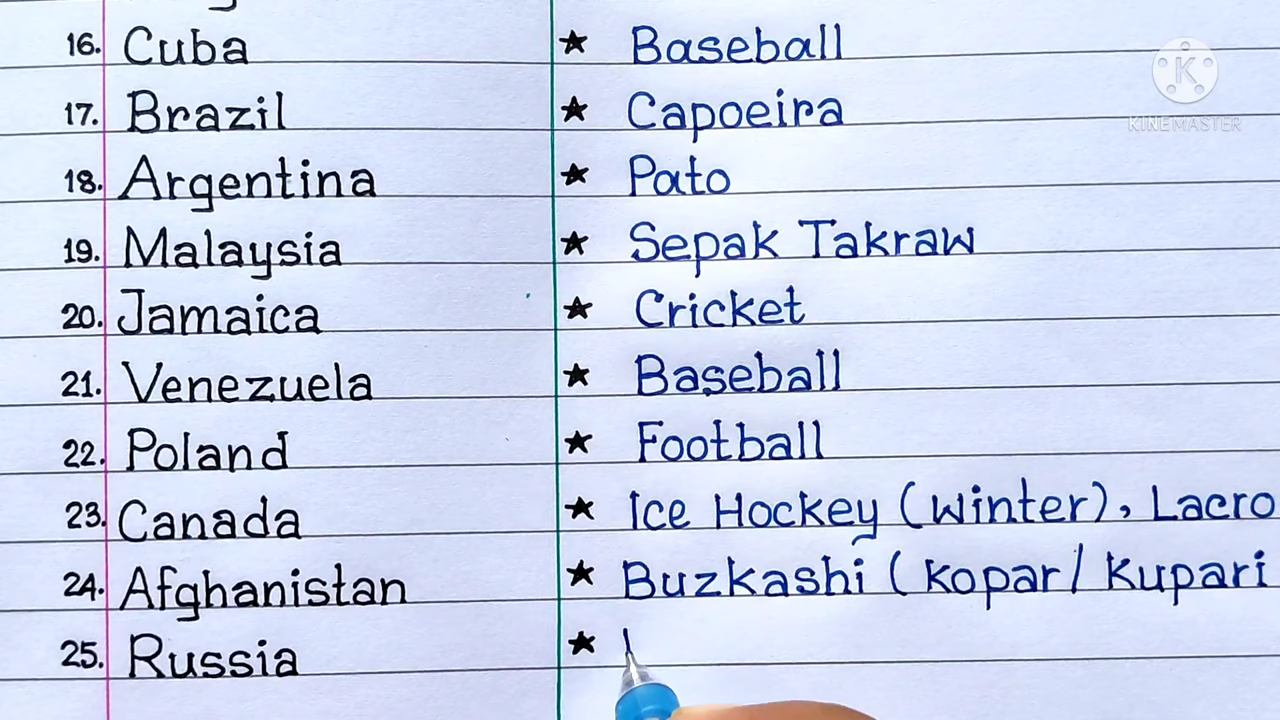 16. Cuba ★ Baseball
KINEMASTER
17. Brazil ★ Capoeira
18. Argentina ★ Pato
19. Malaysia ★ Sepak Takraw
20. Jamaica ★ Cricket
21. Venezuela ★ Baseball
22. Poland ★ Football
23. Canada ★ Ice Hockey (Winter), Lacro
24. Afghanistan ★ Buzkashi (Kopar/ Kupari
25. Russia ★